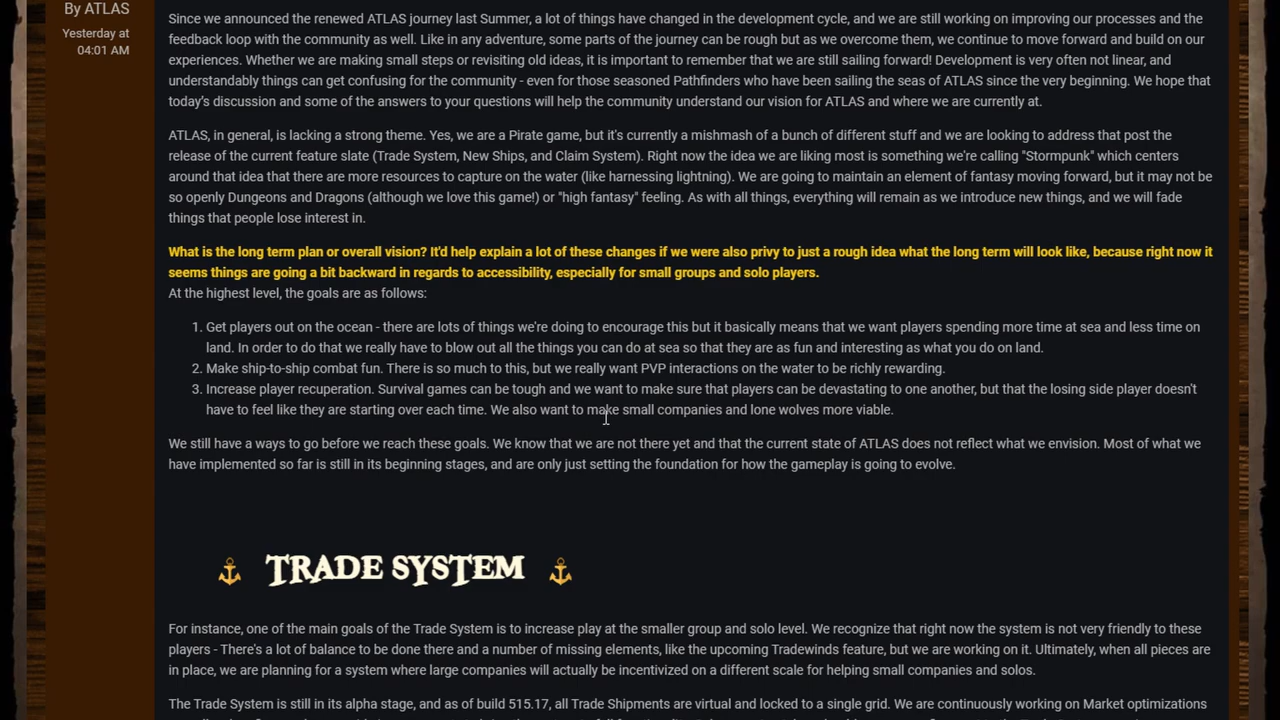 By ATLAS
Yesterday at
04:01 AM
Since we announced the renewed ATLAS journey last Summer, a lot of things have changed in the development cycle, and we are still working on improving our processes and the
feedback loop with the community as well. Like in any adventure, some parts of the journey can be rough but as we overcome them, we continue to move forward and build on our
experiences. Whether we are making small steps or revisiting old ideas, it is important to remember that we are still sailing forward! Development is very often not linear, and
understandably things can get confusing for the community - even for those seasoned Pathfinders who have been sailing the seas of ATLAS since the very beginning. We hope that
today's discussion and some of the answers to your questions will help the community understand our vision for ATLAS and where we are currently at.
ATLAS, in general, is lacking a strong theme. Yes, we are a Pirate game, but it's currently a mishmash of a bunch of different stuff and we are looking to address that post the
release of the current feature slate (Trade System, New Ships, and Claim System). Right now the idea we are liking most is something we're calling "Stormpunk" which centers
around that idea that there are more resources to capture on the water (like harnessing lightning). We are going to maintain an element of fantasy moving forward, but it may not be
so openly Dungeons and Dragons (although we love this game!) or "high fantasy" feeling. As with all things, everything will remain as we introduce new things, and we will fade
things that people lose interest in.
What is the long term plan or overall vision? It'd help explain a lot of these changes if we were also privy to just a rough idea what the long term will look like, because right now it
seems things are going a bit backward in regards to accessibility, especially for small groups and solo players.
At the highest level, the goals are as follows:
1. Get players out on the ocean - there are lots of things we're doing to encourage this but it basically means that we want players spending more time at sea and less time on
land. In order to do that we really have to blow out all the things you can do at sea so that they are as fun and interesting as what you do on land.
2. Make ship-to-ship combat fun. There is so much to this, but we really want PVP interactions on the water to be richly rewarding.
3. Increase player recuperation. Survival games can be tough and we want to make sure that players can be devastating to one another, but that the losing side player doesn't
have to feel like they are starting over each time. We also want to make small companies and lone wolves more viable.
We still have a ways to go before we reach these goals. We know that we are not there yet and that the current state of ATLAS does not reflect what we envision. Most of what we
have implemented so far is still in its beginning stages, and are only just setting the foundation for how the gameplay is going to evolve.
TRADE SYSTEM
For instance, one of the main goals of the Trade System is to increase play at the smaller group and solo level. We recognize that right now the system is not very friendly to these
players - There's a lot of balance to be done there and a number of missing elements, like the upcoming Tradewinds feature, but we are working on it. Ultimately, when all pieces are
in place, we are planning for a system where large companies will actually be incentivized on a different scale for helping small companies and solos.
The Trade System is still in its alpha stage, and as of build 515.17, all Trade Shipments are virtual and locked to a single grid. We are continuously working on Market optimizations